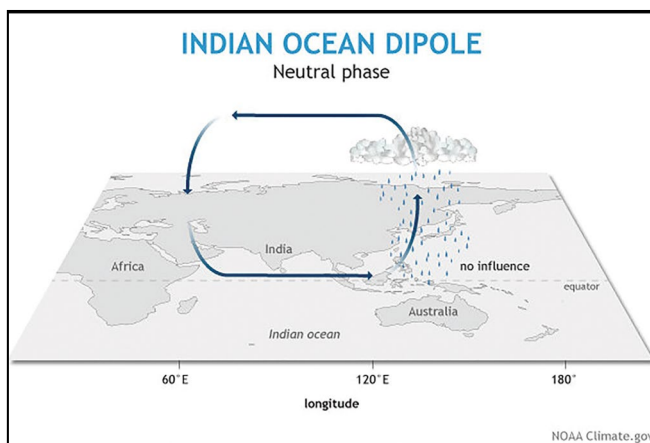 INDIAN OCEAN DIPOLE
Neutral phase
India
Africa
no influence
equator
Australia
Indian ocean
60°E
120°E
180°
longitude
NOAA Climate.gov